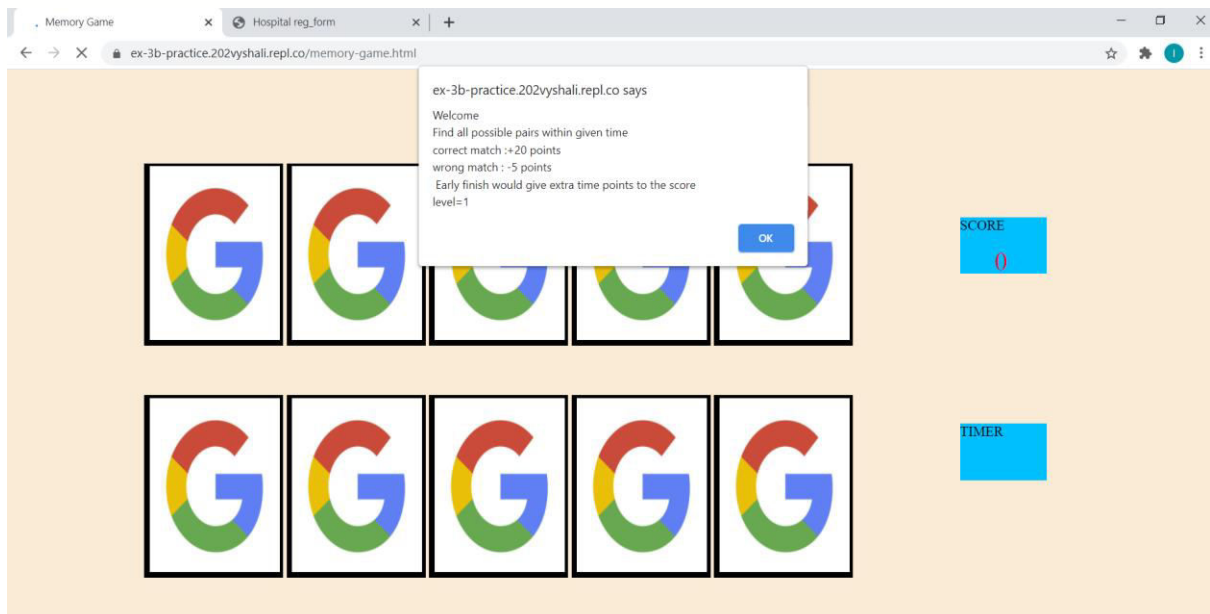 Memory Game
Hospital reg_form
ex-3b-practice.202vyshali.repl.co/memory-game.html
ex-3b-practice.202vyshali.repl.co says
Welcome
Find all possible pairs within given time
correct match :+20 points
wrong match : -5 points
Early finish would give extra time points to the score
level=1
OK
SCORE
()
TIMER